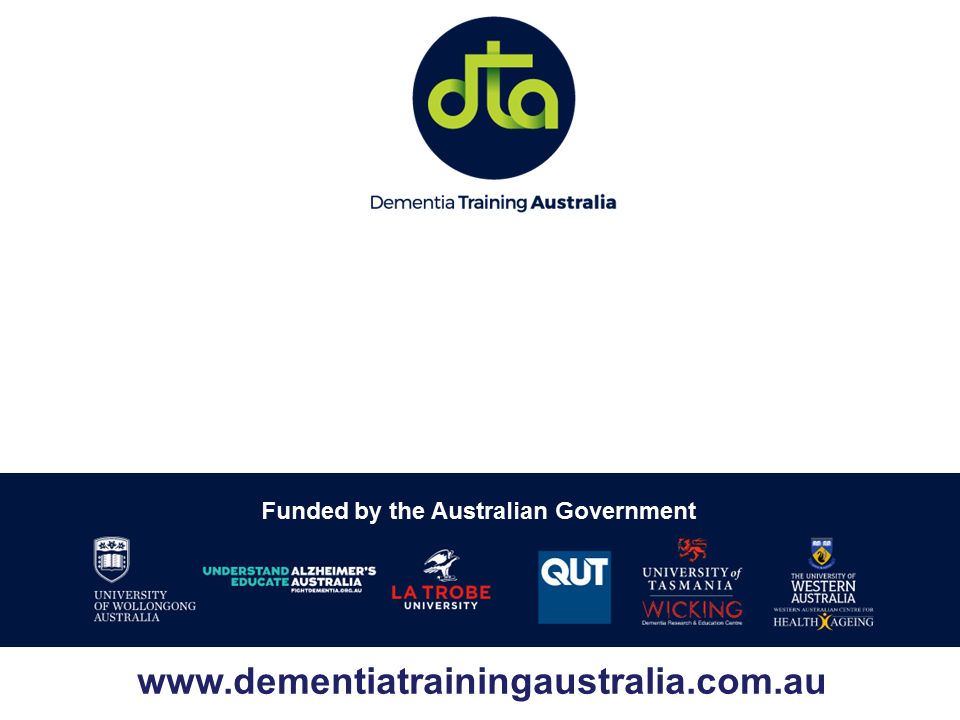 dta
Dementia Training Australia
Funded by the Australian Government
UNIVERSITY
OF WOLLONGONG
AUSTRALIA
UNDERSTAND ALZHEIMER'S
EDUCATE AUSTRALIA
FIGHTDEMENTIA.ORG.AU
LA TROBE
UNIVERSITY
QUT
UNIVERSITY of
TASMANIA
WICKING
Dementia Research & Education Centre
THE UNIVERSITY OF
WESTERN
AUSTRALIA
WESTERN AUSTRALIAN CENTRE FOR
HEALTH AGEING
www.dementiatrainingaustralia.com.au